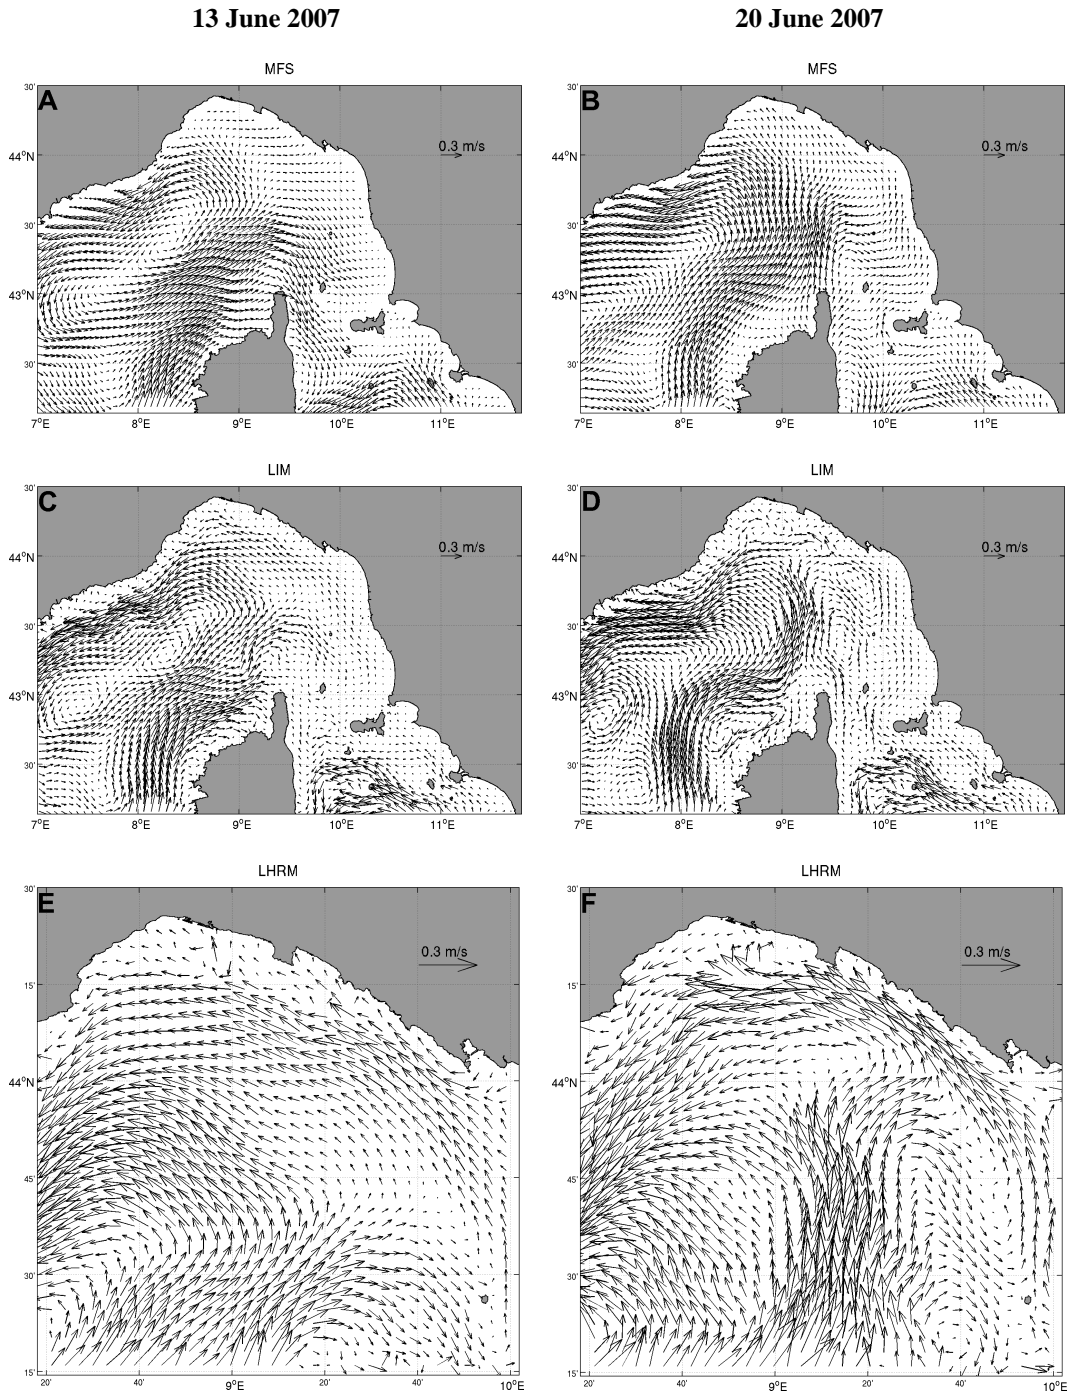 13 June 2007 20 June 2007
MFS MFS
30' 30'
A B
44°N 0.3 m/s 44°N 0.3 m/s
30' 30'
43°N 43°N
30' 30'
7°E 8°E 9°E 10°E 11°E 7°E 8°E 9°E 10°E 11°E
LIM LIM
30' 30'
C D
44°N 0.3 m/s 44°N 0.3 m/s
30' 30'
43°N 43°N
30' 30'
7°E 8°E 9°E 10°E 11°E 7°E 8°E 9°E 10°E 11°E
LHRM LHRM
30' 30'
E F
0.3 m/s 0.3 m/s
15' 15'
44°N 44°N
45' 45'
30' 30'
15' 15'
20' 40' 9°E 20' 40' 10°E 20' 40' 9°E 20' 40' 10°E